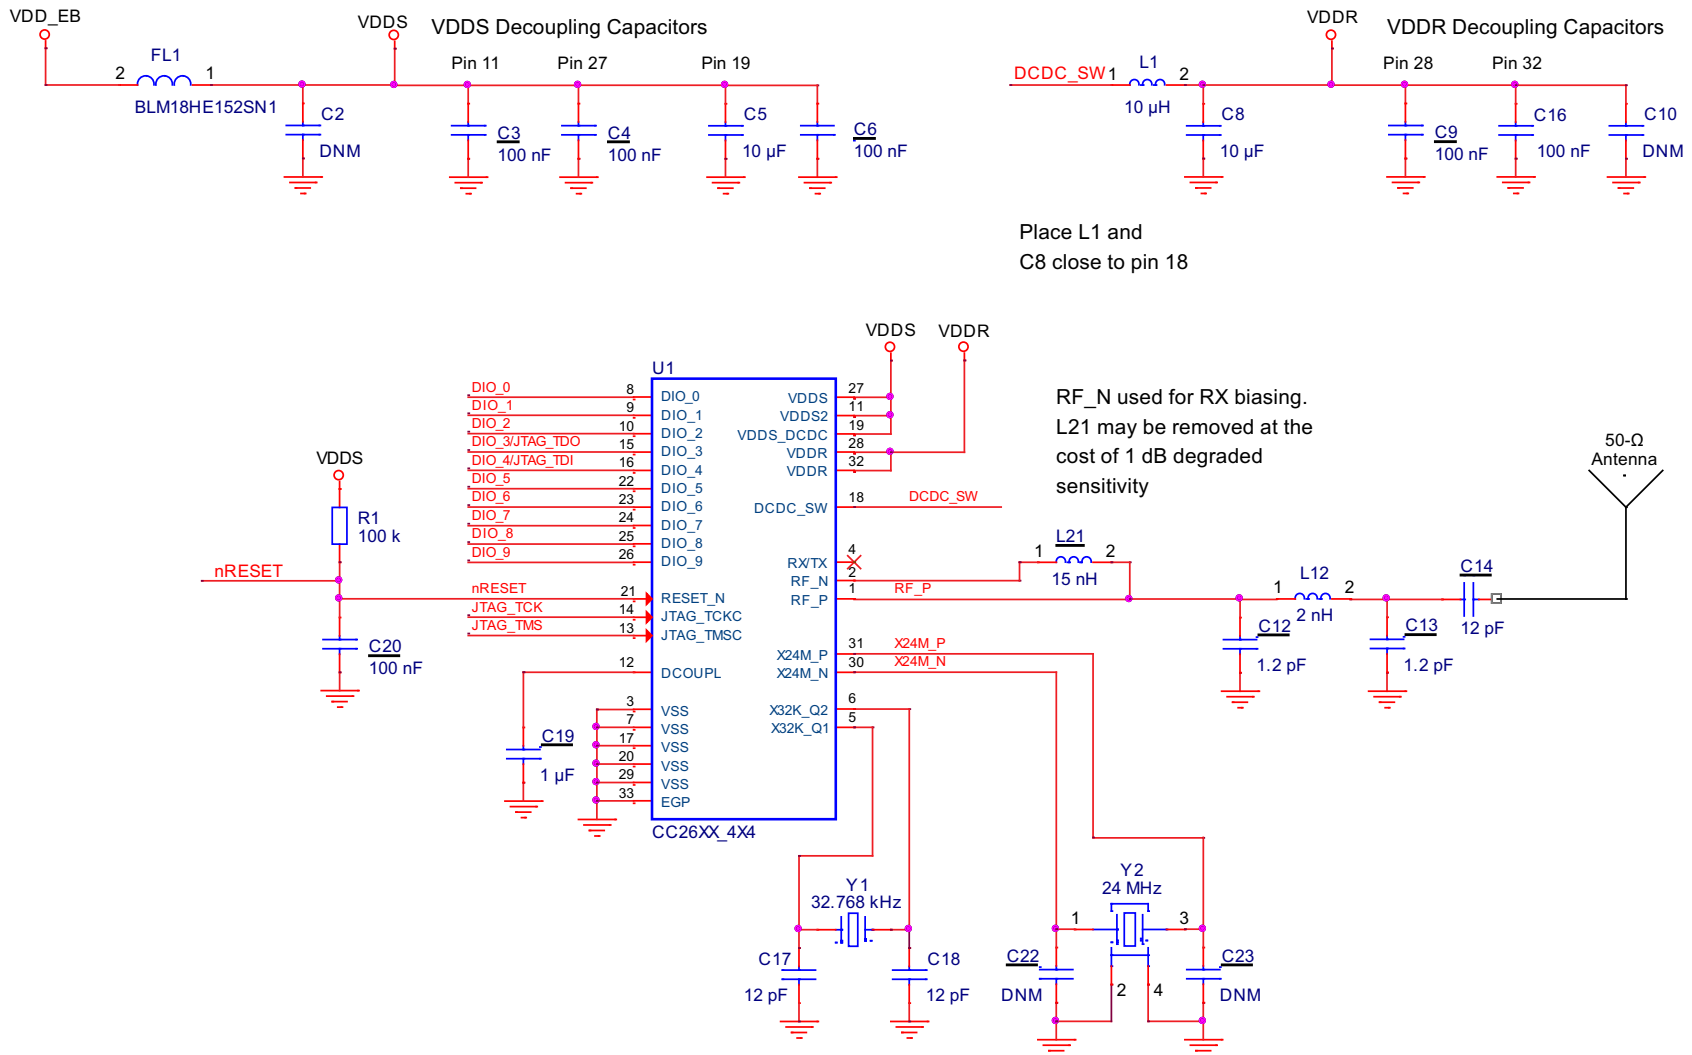 VDD_EB
VDDS
VDDS Decoupling Capacitors
FL1
2
1
BLM18HE152SN1
Pin 11
Pin 27
Pin 19
C2
DNM
C3
100 nF
C4
100 nF
C5
10 µF
C6
100 nF
VDDR
VDDR Decoupling Capacitors
DCDC_SW
1
L1
2
10 µH
Pin 28
Pin 32
C8
10 µF
C9
100 nF
C16
100 nF
C10
DNM
Place L1 and
C8 close to pin 18
VDDS
VDDR
U1
DIO_0
8
DIO_0
DIO_1
9
DIO_1
DIO_2
10
DIO_2
DIO_3/JTAG_TDO
15
DIO_3
DIO_4/JTAG_TDI
16
DIO_4
DIO_5
22
DIO_5
DIO_6
23
DIO_6
DIO_7
24
DIO_7
DIO_8
25
DIO_8
DIO_9
26
DIO_9
nRESET
21
RESET_N
JTAG_TCK
14
JTAG_TCKC
JTAG_TMS
13
JTAG_TMSC
12
DCOUPL
3
VSS
7
VSS
17
VSS
20
VSS
29
VSS
33
EGP
CC26XX_4X4
VDDS
27
VDDS2
11
VDDS_DCDC
19
VDDR
28
VDDR
32
DCDC_SW
18
DCDC_SW
RX/TX
4
RF_N
2
RF_P
1
RF_P
X24M_P
31
X24M_P
X24M_N
30
X24M_N
X32K_Q2
6
X32K_Q1
5
VDDS
R1
100 k
nRESET
C20
100 nF
C19
1 µF
RF_N used for RX biasing.
L21 may be removed at the
cost of 1 dB degraded
sensitivity
1
L21
2
15 nH
50-Ω
Antenna
1
L12
2
2 nH
C12
1.2 pF
C13
1.2 pF
C14
12 pF
Y1
32.768 kHz
C17
12 pF
C18
12 pF
Y2
24 MHz
1
3
2
4
C22
DNM
C23
DNM